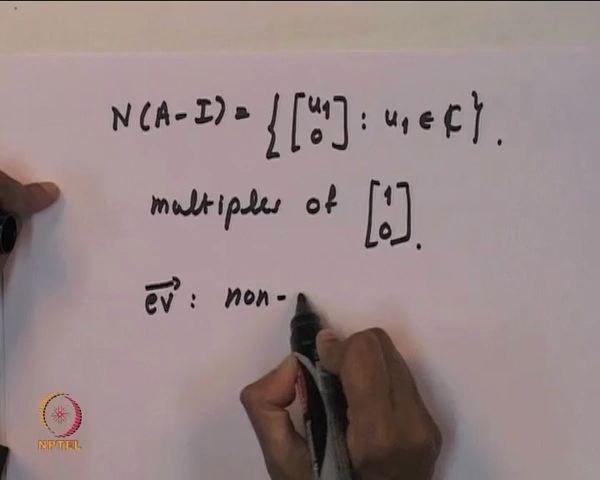 N(A-I) = { [u₁ 0] : u₁ ∈ ℂ } .
multiples of [1 0] .
ev⃗ : non-
NPTEL